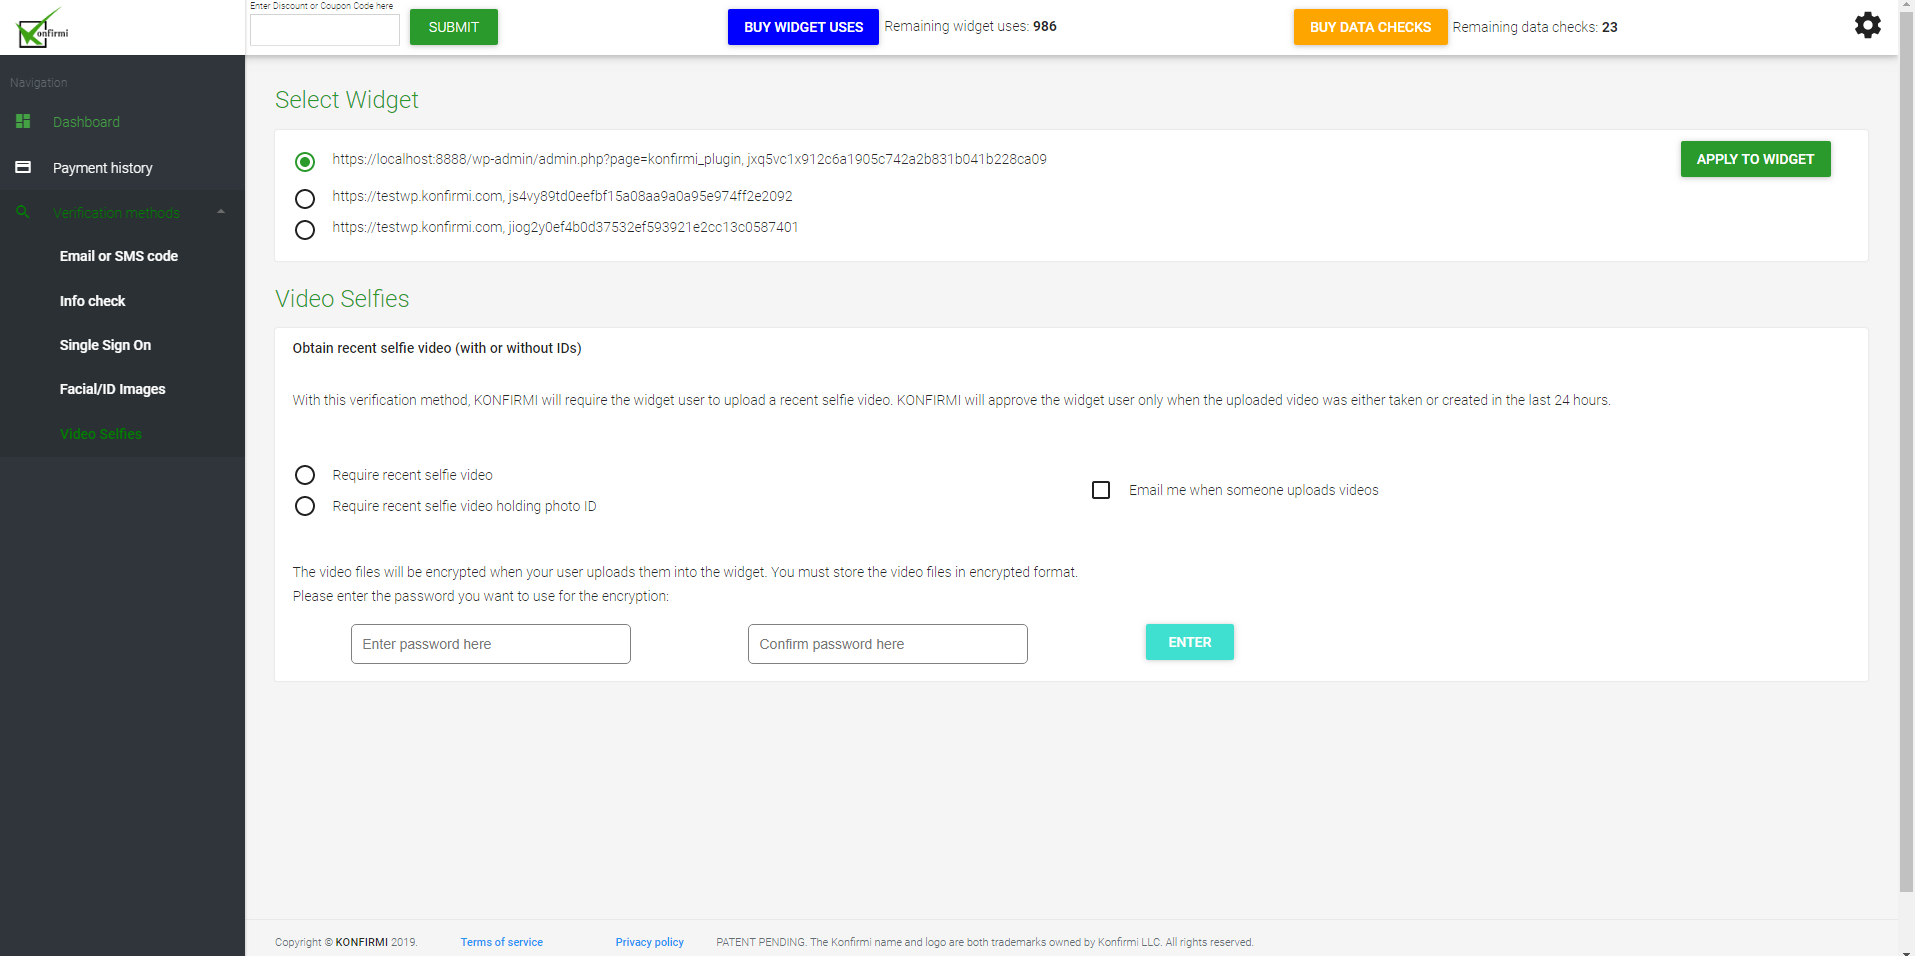 Konfirmi
Enter Discount or Coupon Code here
SUBMIT
BUY WIDGET USES
Remaining widget uses: 986
BUY DATA CHECKS
Remaining data checks: 23
Navigation
Dashboard
Payment history
Verification methods
Email or SMS code
Info check
Single Sign On
Facial/ID Images
Video Selfies
Select Widget
https://localhost:8888/wp-admin/admin.php?page=konfirmi_plugin, jxq5vc1x912c6a1905c742a2b831b041b228ca09
APPLY TO WIDGET
https://testwp.konfirmi.com, js4vy89td0eefbf15a08aa9a0a95e974ff2e2092
https://testwp.konfirmi.com, jiog2y0ef4b0d37532ef593921e2cc13c0587401
Video Selfies
Obtain recent selfie video (with or without IDs)
With this verification method, KONFIRMI will require the widget user to upload a recent selfie video. KONFIRMI will approve the widget user only when the uploaded video was either taken or created in the last 24 hours.
Require recent selfie video
Require recent selfie video holding photo ID
Email me when someone uploads videos
The video files will be encrypted when your user uploads them into the widget. You must store the video files in encrypted format.
Please enter the password you want to use for the encryption:
Enter password here
Confirm password here
ENTER
Copyright © KONFIRMI 2019.
Terms of service
Privacy policy
PATENT PENDING. The Konfirmi name and logo are both trademarks owned by Konfirmi LLC. All rights reserved.